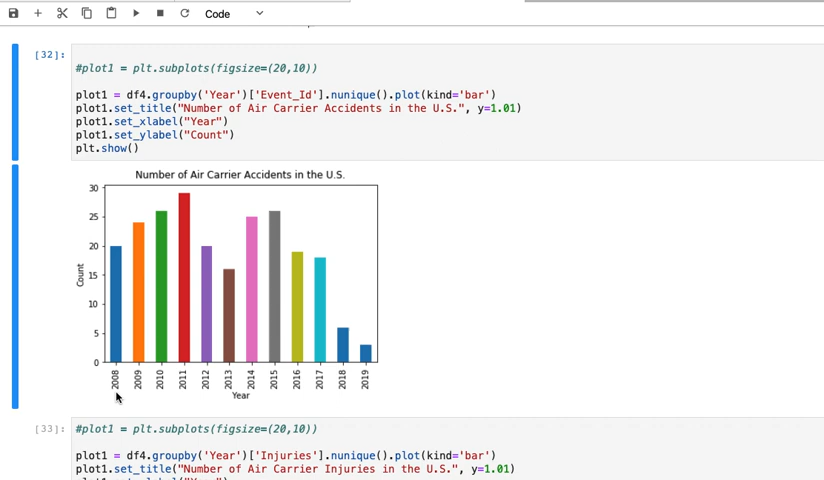 Code
[32]:
#plot1 = plt.subplots(figsize=(20,10))
plot1 = df4.groupby('Year')['Event_Id'].nunique().plot(kind='bar')
plot1.set_title("Number of Air Carrier Accidents in the U.S.", y=1.01)
plot1.set_xlabel("Year")
plot1.set_ylabel("Count")
plt.show()
Number of Air Carrier Accidents in the U.S.
30
25
20
15
10
5
0
Count
2008 2009 2010 2011 2012 2013 2014 2015 2016 2017 2018 2019
Year
[33]:
#plot1 = plt.subplots(figsize=(20,10))
plot1 = df4.groupby('Year')['Injuries'].nunique().plot(kind='bar')
plot1.set_title("Number of Air Carrier Injuries in the U.S.", y=1.01)